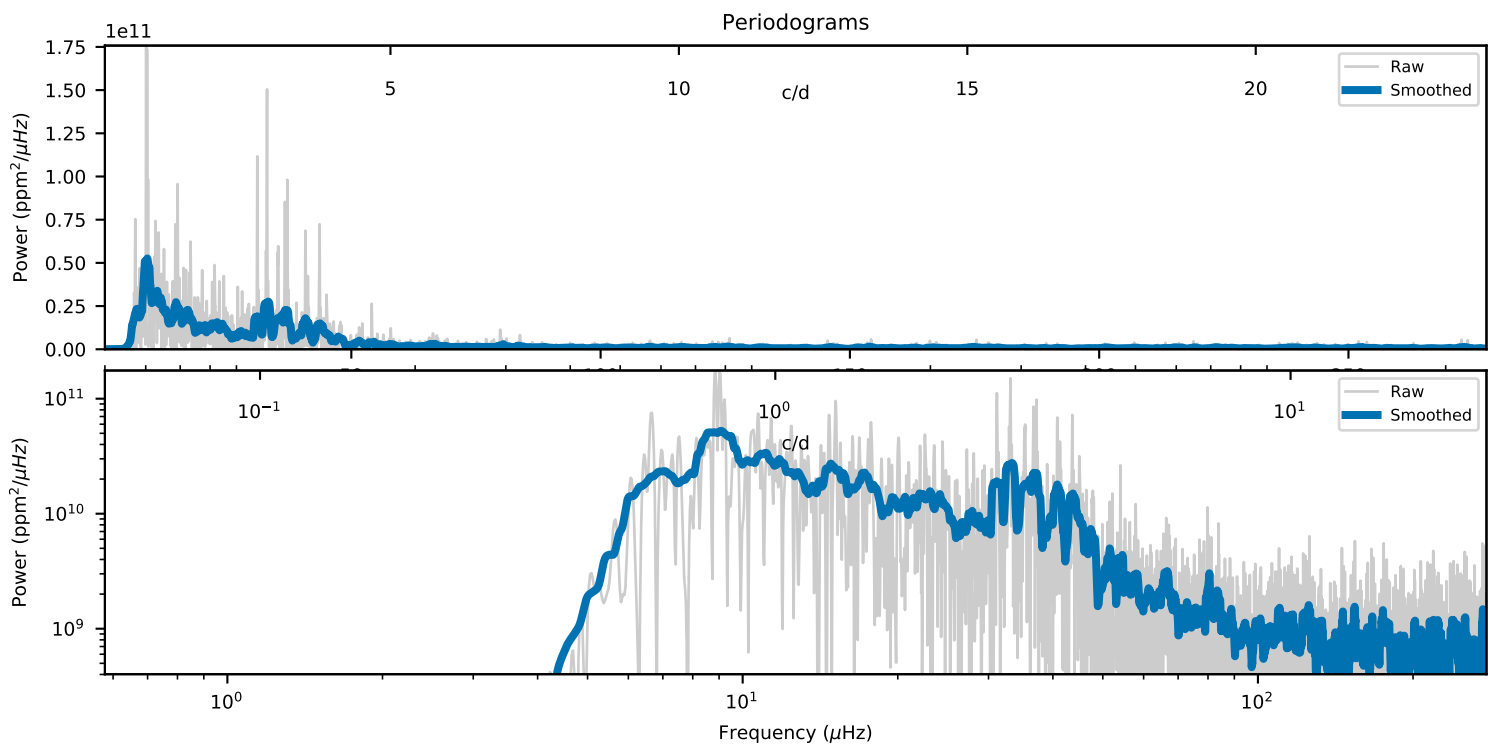 Periodograms
1e11
1.75
1.50
1.25
1.00
0.75
0.50
0.25
0.00
Power (ppm²/μHz)
5 10 15 20
c/d
Raw
Smoothed
10¹¹
10¹⁰
10⁹
Power (ppm²/μHz)
10⁻¹ 10⁰ 10¹
c/d
Raw
Smoothed
10⁰ 10¹ 10²
Frequency (μHz)